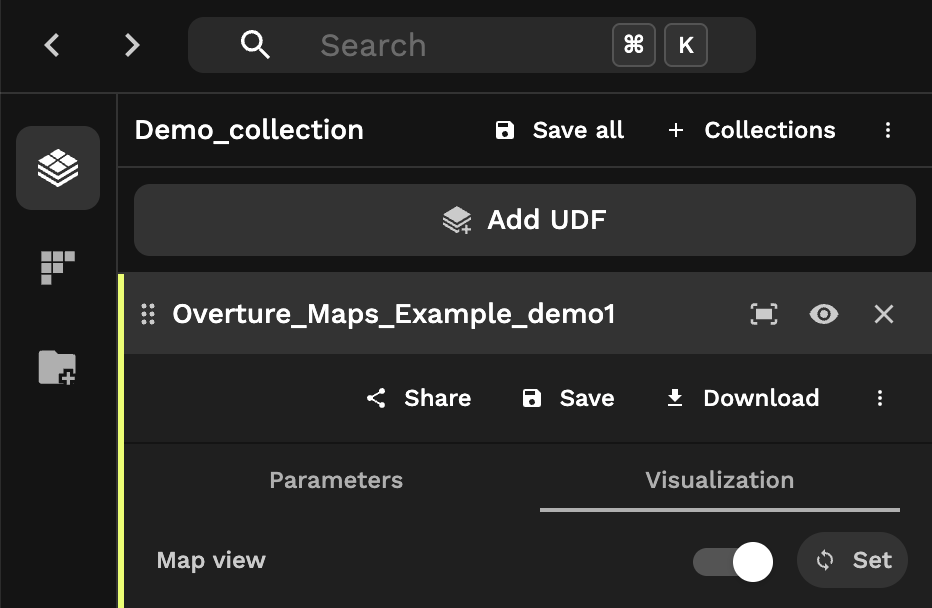 Search ⌘ K
Demo_collection Save all + Collections
Add UDF
Overture_Maps_Example_demo1
Share Save Download
Parameters Visualization
Map view Set